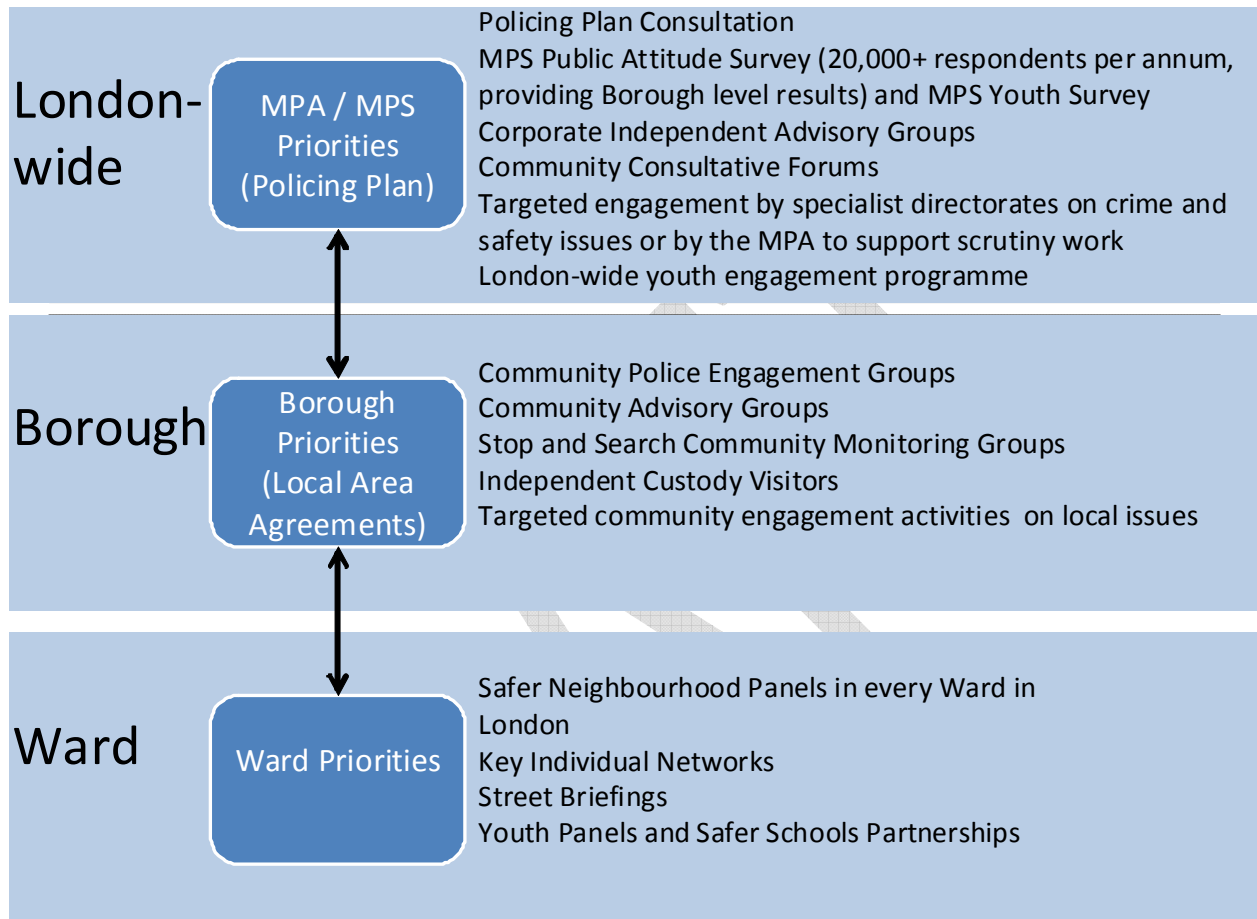 London-
wide
MPA / MPS
Priorities
(Policing Plan)
Policing Plan Consultation
MPS Public Attitude Survey (20,000+ respondents per annum,
providing Borough level results) and MPS Youth Survey
Corporate Independent Advisory Groups
Community Consultative Forums
Targeted engagement by specialist directorates on crime and
safety issues or by the MPA to support scrutiny work
London-wide youth engagement programme
Borough
Borough
Priorities
(Local Area
Agreements)
Community Police Engagement Groups
Community Advisory Groups
Stop and Search Community Monitoring Groups
Independent Custody Visitors
Targeted community engagement activities on local issues
Ward
Ward Priorities
Safer Neighbourhood Panels in every Ward in
London
Key Individual Networks
Street Briefings
Youth Panels and Safer Schools Partnerships